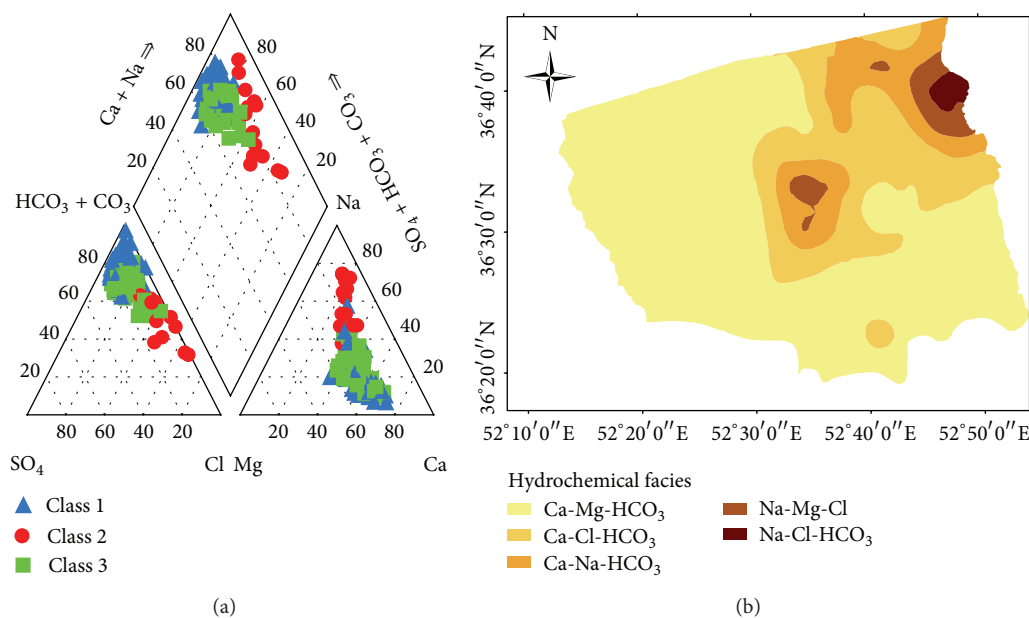 (a)
80
80
60
60
40
40
20
20
Ca + Na ⇒
SO₄ + HCO₃ + CO₃ ⇒
HCO₃ + CO₃
Na
80
60
40
20
80
60
40
20
80 60 40 20
20 40 60 80
SO₄
Cl Mg
Ca
Class 1
Class 2
Class 3
(a)
N
36°40′0″ N
36°30′0″ N
36°20′0″ N
52°10′0″E 52°20′0″E 52°30′0″E 52°40′0″E 52°50′0″E
Hydrochemical facies
Ca-Mg-HCO₃
Ca-Cl-HCO₃
Ca-Na-HCO₃
Na-Mg-Cl
Na-Cl-HCO₃
(b)